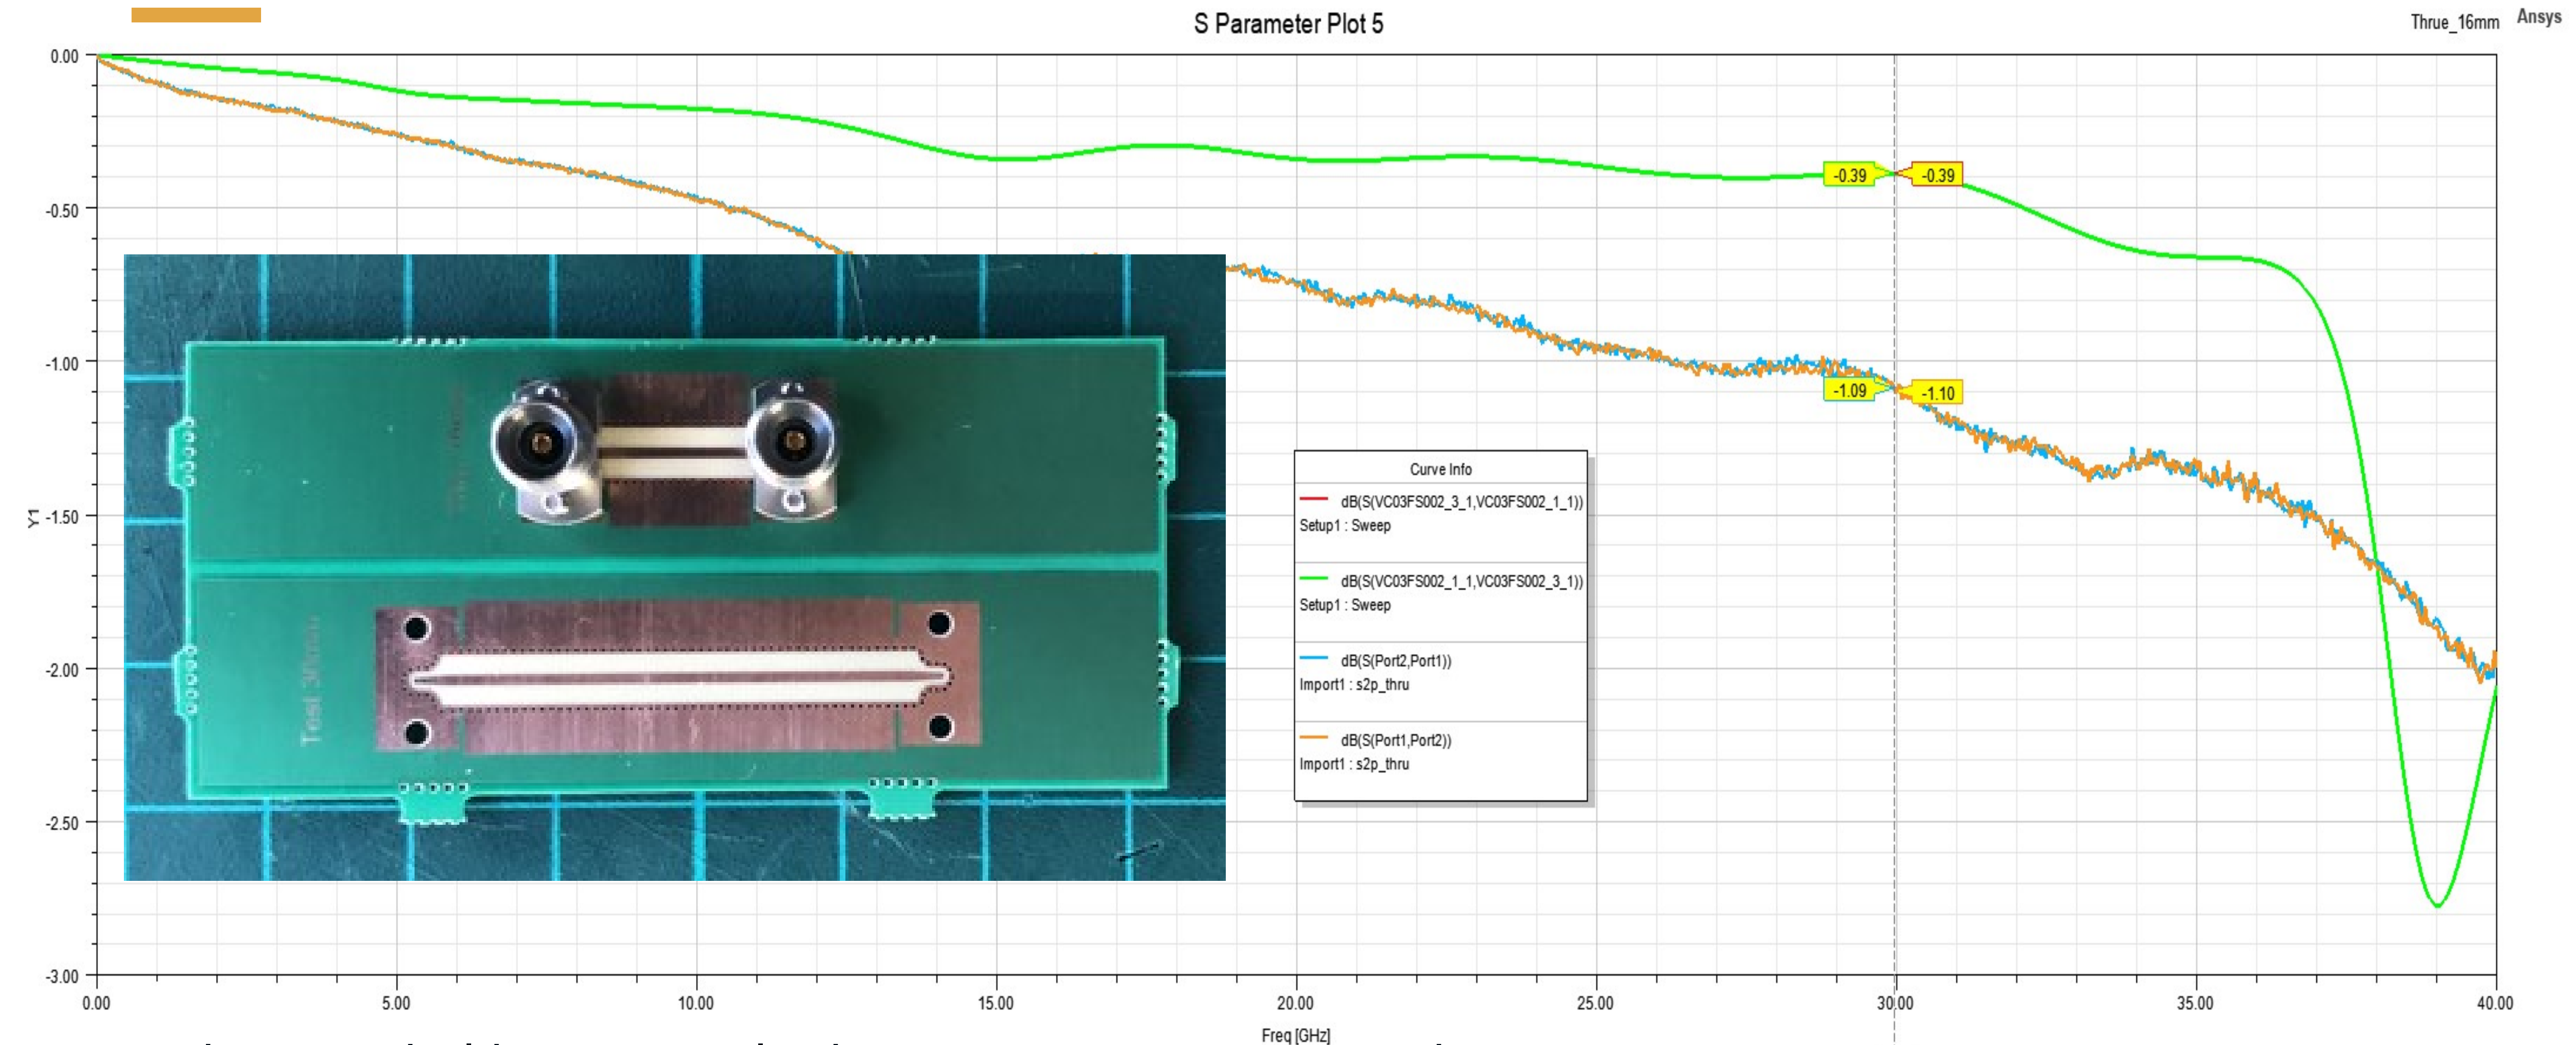 S Parameter Plot 5
Thrue_16mm
Ansys
0.00
-0.50
-1.00
-1.50
-2.00
-2.50
-3.00
Y1
-0.39
-0.39
-1.09
-1.10
Curve Info
dB(S(VC03FS002_3_1,VC03FS002_1_1))
Setup1 : Sweep
dB(S(VC03FS002_1_1,VC03FS002_3_1))
Setup1 : Sweep
dB(S(Port2,Port1))
Import1 : s2p_thru
dB(S(Port1,Port2))
Import1 : s2p_thru
0.00 5.00 10.00 15.00 20.00 25.00 30.00 35.00 40.00
Freq [GHz]